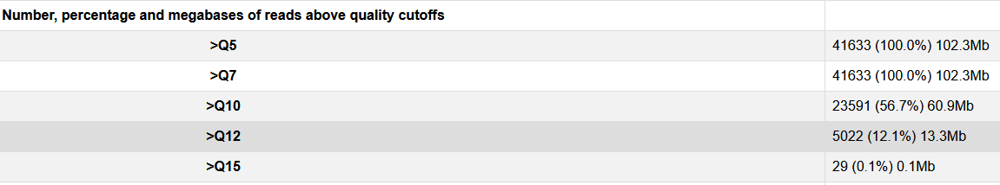 Number, percentage and megabases of reads above quality cutoffs
>Q5 41633 (100.0%) 102.3Mb
>Q7 41633 (100.0%) 102.3Mb
>Q10 23591 (56.7%) 60.9Mb
>Q12 5022 (12.1%) 13.3Mb
>Q15 29 (0.1%) 0.1Mb